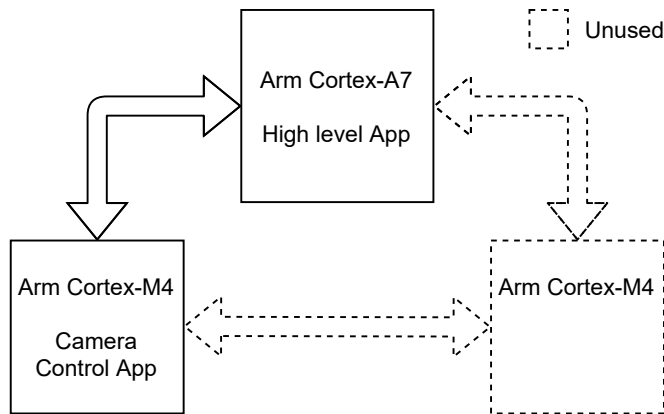 Unused
Arm Cortex-A7
High level App
Arm Cortex-M4
Camera
Control App
Arm Cortex-M4